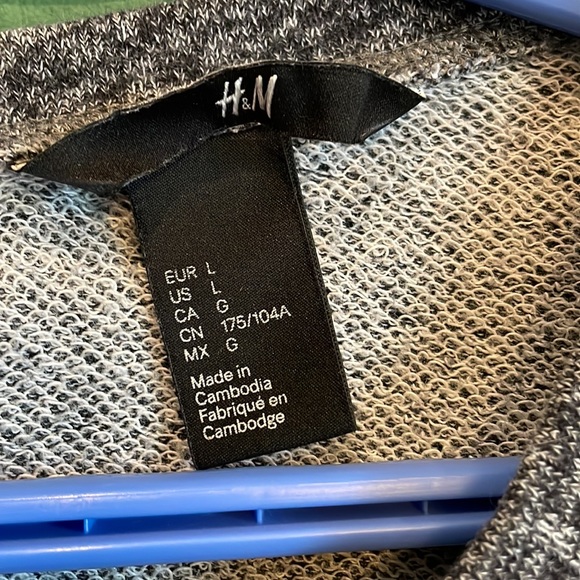 H&M
EUR L
US L
CA G
CN 175/104A
MX G
Made in
Cambodia
Fabriqué en
Cambodge